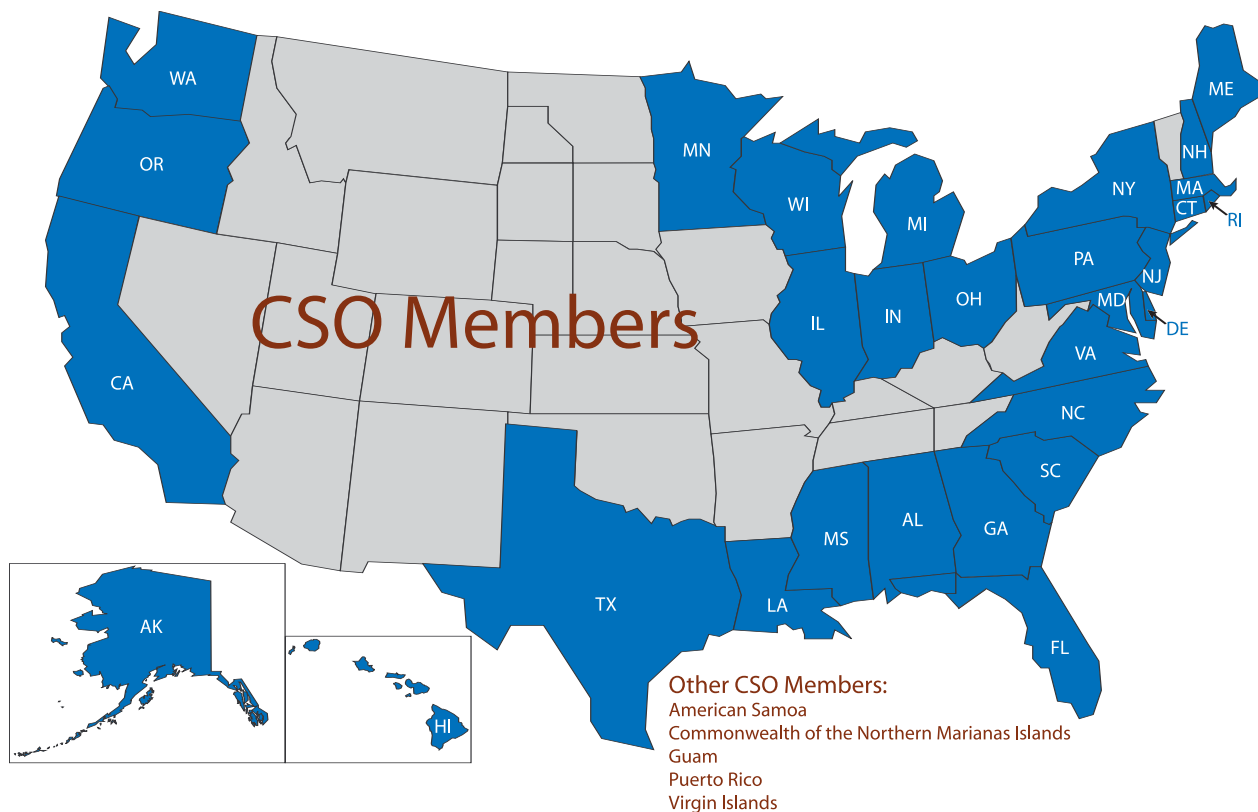 WA
ME
MN
OR
NH
NY
MA
WI
CT
MI
RI
PA
NJ
OH
MD
IN
IL
CSO Members
DE
VA
CA
NC
SC
AL
GA
MS
TX
LA
AK
FL
HI
Other CSO Members:
American Samoa
Commonwealth of the Northern Marianas Islands
Guam
Puerto Rico
Virgin Islands